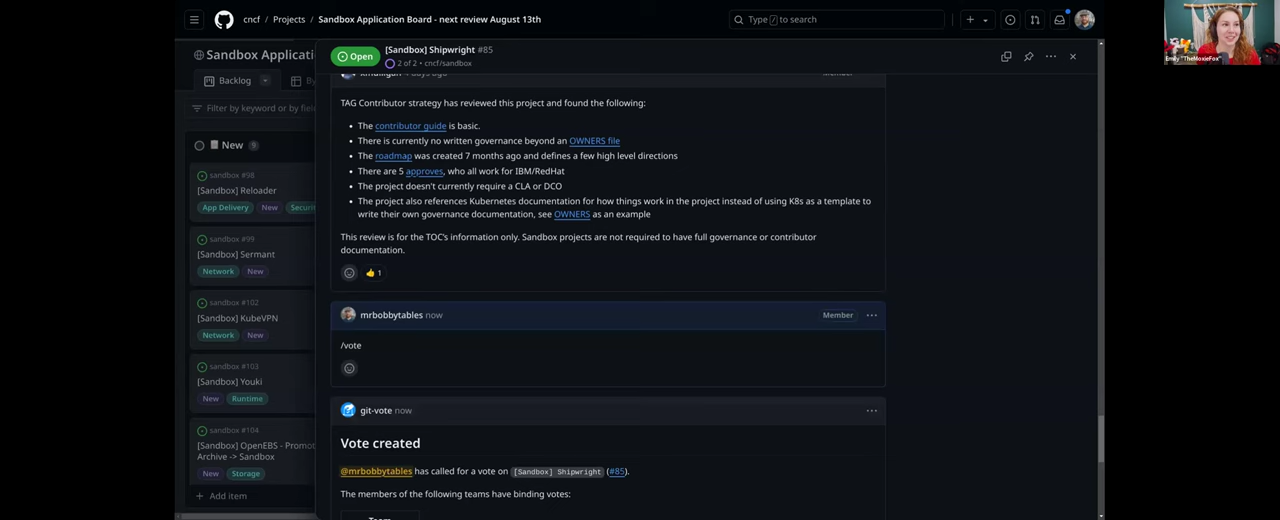 cncf / Projects / Sandbox Application Board - next review August 13th
Type / to search
Sandbox Applicati
Open
[Sandbox] Shipwright #85
2 of 2 • cncf/sandbox
Backlog
By
Filter by keyword or by fiel
New 9
sandbox #98
[Sandbox] Reloader
App Delivery New Securi
sandbox #99
[Sandbox] Sermant
Network New
sandbox #102
[Sandbox] KubeVPN
Network New
sandbox #103
[Sandbox] Youki
New Runtime
sandbox #104
[Sandbox] OpenEBS - Promo
Archive -> Sandbox
New Storage
+ Add item
days ago
Member
TAG Contributor strategy has reviewed this project and found the following:
• The contributor guide is basic.
• There is currently no written governance beyond an OWNERS file
• The roadmap was created 7 months ago and defines a few high level directions
• There are 5 approves, who all work for IBM/RedHat
• The project doesn't currently require a CLA or DCO
• The project also references Kubernetes documentation for how things work in the project instead of using K8s as a template to
write their own governance documentation, see OWNERS as an example
This review is for the TOC's information only. Sandbox projects are not required to have full governance or contributor
documentation.
1
mrbobbytables now
Member
/vote
git-vote now
Vote created
@mrbobbytables has called for a vote on [Sandbox] Shipwright (#85).
The members of the following teams have binding votes:
Team
Emily "TheMoxieFox"